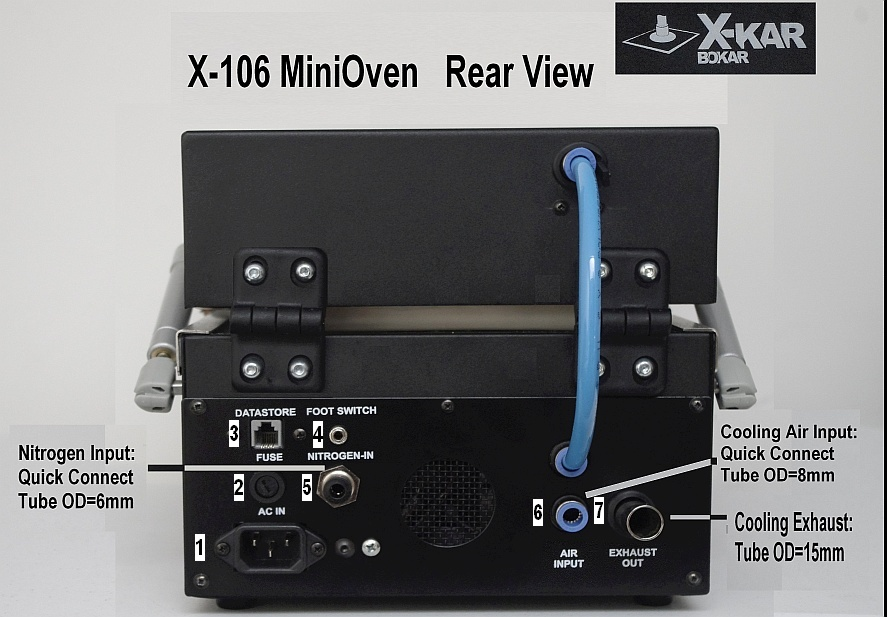 X-KAR
BOKAR
X-106 MiniOven Rear View
DATASTORE
FOOT SWITCH
3
4
FUSE
NITROGEN-IN
Nitrogen Input:
Quick Connect
Tube OD=6mm
2
5
AC IN
1
Cooling Air Input:
Quick Connect
Tube OD=8mm
6
7
AIR
INPUT
EXHAUST
OUT
Cooling Exhaust:
Tube OD=15mm